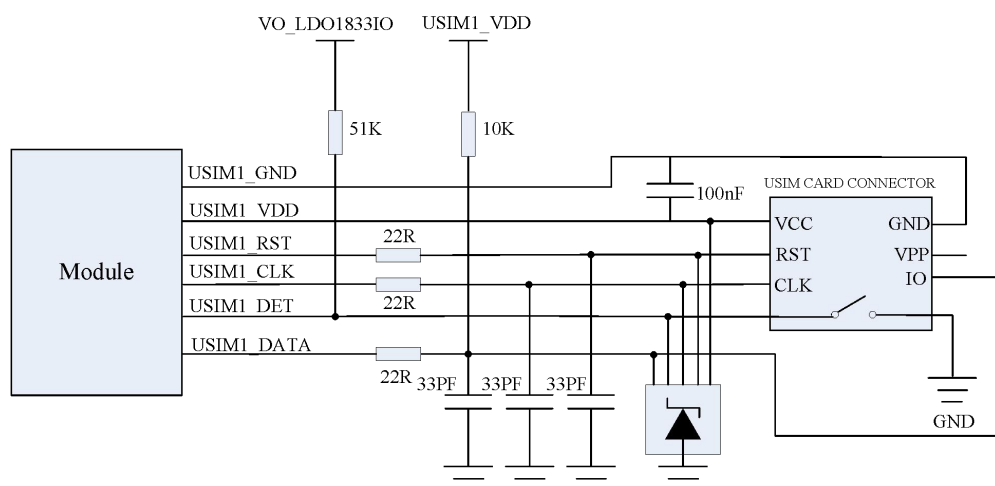 VO_LDO1833IO
USIM1_VDD
51K
10K
USIM1_GND
100nF
USIM CARD CONNECTOR
USIM1_VDD
VCC
GND
22R
USIM1_RST
RST
VPP
Module
USIM1_CLK
CLK
IO
22R
USIM1_DET
USIM1_DATA
22R
33PF
33PF
33PF
GND